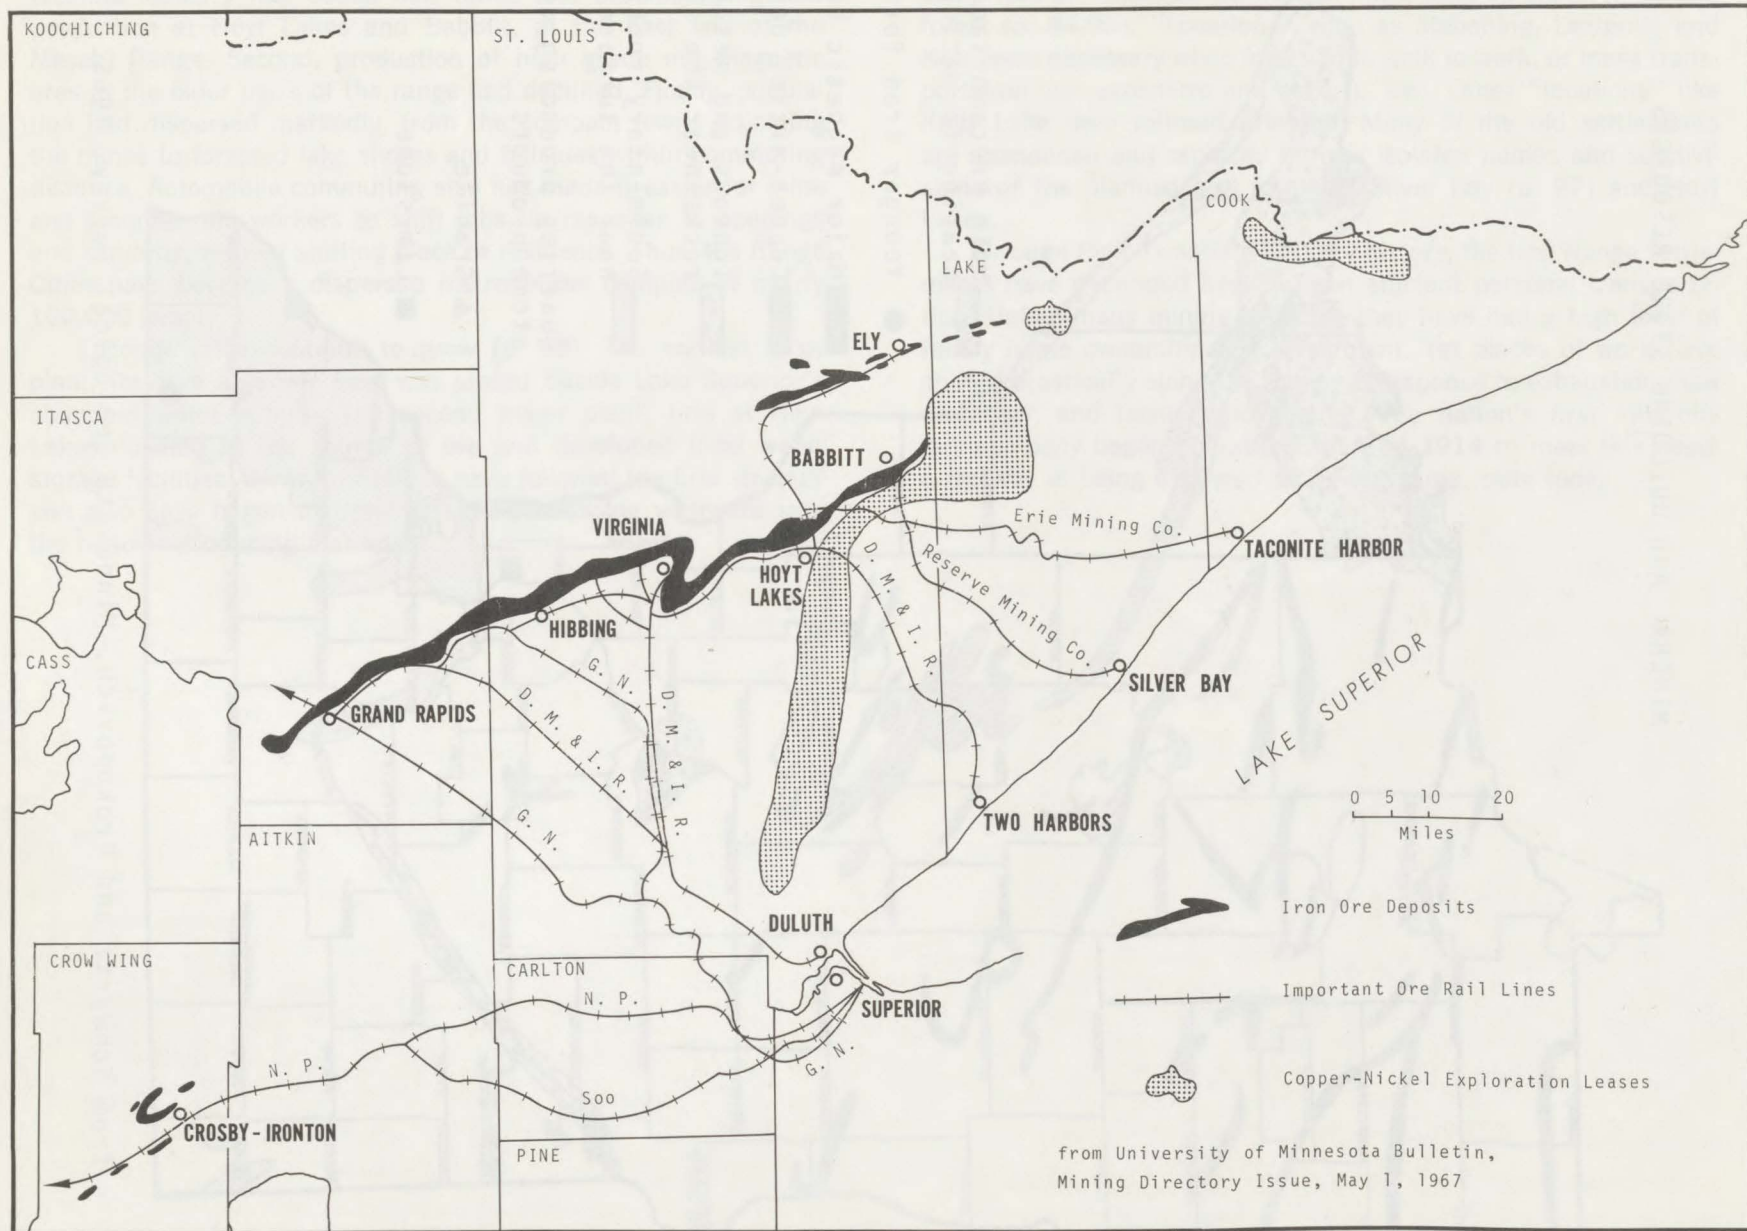 KOOCHICHING
ST. LOUIS
COOK
LAKE
ELY
ITASCA
BABBITT
VIRGINIA
Erie Mining Co.
TACONITE HARBOR
HOYT
LAKES
D. M. & I. R.
Reserve Mining Co.
HIBBING
CASS
G. N.
SILVER BAY
GRAND RAPIDS
D. M. & I. R.
D. M. & I. R.
LAKE SUPERIOR
G. N.
TWO HARBORS
0 5 10 20
Miles
AITKIN
Iron Ore Deposits
DULUTH
CROW WING
CARLTON
N. P.
Important Ore Rail Lines
SUPERIOR
G. N.
N. P.
Soo
Copper-Nickel Exploration Leases
CROSBY-IRONTON
PINE
from University of Minnesota Bulletin,
Mining Directory Issue, May 1, 1967